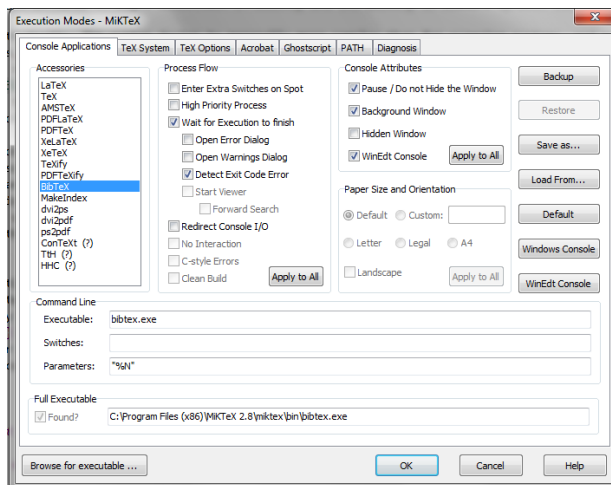 Execution Modes - MiKTeX
Console Applications
TeX System
TeX Options
Acrobat
Ghostscript
PATH
Diagnosis
Accessories
LaTeX
TeX
AMSTeX
PDFLaTeX
PDFTeX
XeLaTeX
XeTeX
TeXify
PDFTeXify
BibTeX
MakeIndex
dvi2ps
dvi2pdf
ps2pdf
ConTeXt (?)
TtH (?)
HHC (?)
Process Flow
Enter Extra Switches on Spot
High Priority Process
Wait for Execution to finish
Open Error Dialog
Open Warnings Dialog
Detect Exit Code Error
Start Viewer
Forward Search
Redirect Console I/O
No Interaction
C-style Errors
Clean Build
Apply to All
Console Attributes
Pause / Do not Hide the Window
Background Window
Hidden Window
WinEdt Console
Apply to All
Paper Size and Orientation
Default
Custom:
Letter
Legal
A4
Landscape
Apply to All
Backup
Restore
Save as...
Load From...
Default
Windows Console
WinEdt Console
Command Line
Executable: bibtex.exe
Switches:
Parameters: "%N"
Full Executable
Found? C:\Program Files (x86)\MiKTeX 2.8\miktex\bin\bibtex.exe
Browse for executable ...
OK
Cancel
Help